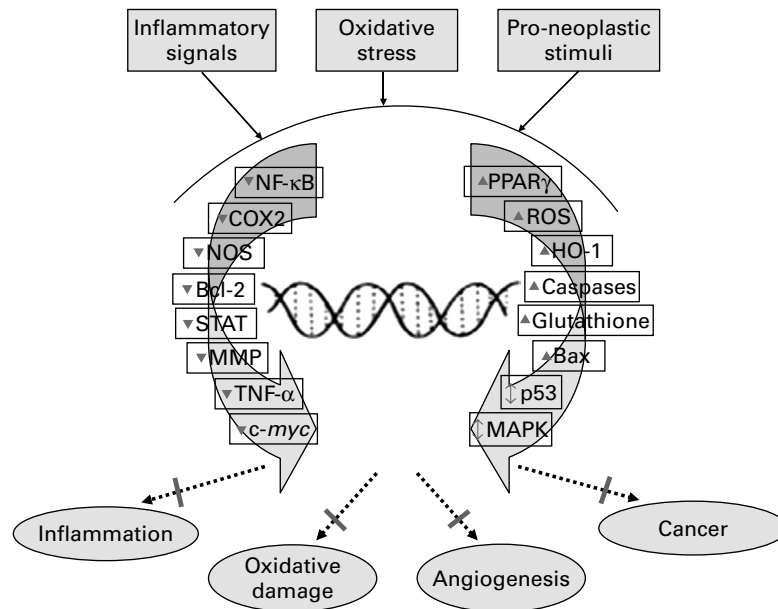 Inflammatory
signals
Oxidative
stress
Pro-neoplastic
stimuli
▼NF-κB
▼COX2
▼NOS
▼Bcl-2
▼STAT
▼MMP
▼TNF-α
▼c-myc
▲PPARγ
▲ROS
▲HO-1
▲Caspases
▲Glutathione
▲Bax
↕p53
↕MAPK
Inflammation
Oxidative
damage
Angiogenesis
Cancer